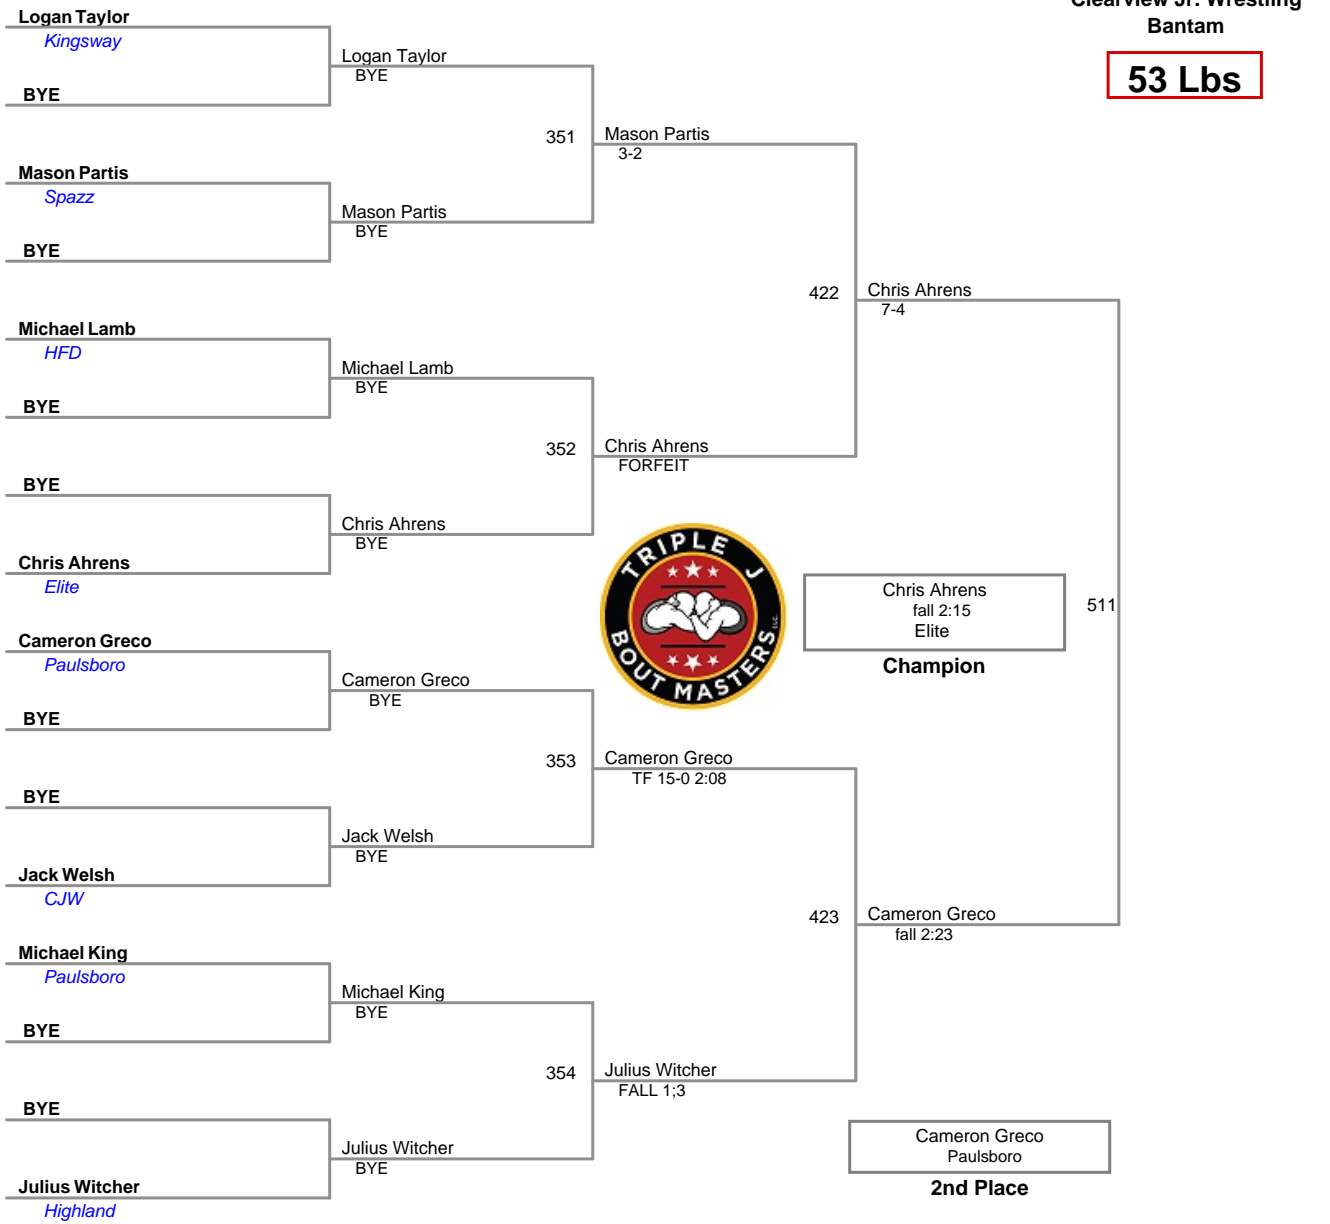 Clearview Jr. Wrestling
Bantam
53 Lbs
Logan Taylor
Kingsway
BYE
Mason Partis
Spazz
BYE
Michael Lamb
HFD
BYE
BYE
Chris Ahrens
Elite
Cameron Greco
Paulsboro
BYE
BYE
Jack Welsh
CJW
Michael King
Paulsboro
BYE
BYE
Julius Witcher
Highland
Logan Taylor
BYE
Mason Partis
BYE
Michael Lamb
BYE
Chris Ahrens
BYE
Cameron Greco
BYE
Jack Welsh
BYE
Michael King
BYE
Julius Witcher
BYE
351
Mason Partis
3-2
352
Chris Ahrens
FORFEIT
353
Cameron Greco
TF 15-0 2:08
354
Julius Witcher
FALL 1;3
422
Chris Ahrens
7-4
423
Cameron Greco
fall 2:23
TRIPLE J
BOUT MASTERS LLC.
Chris Ahrens
fall 2:15
Elite
Champion
511
Cameron Greco
Paulsboro
2nd Place